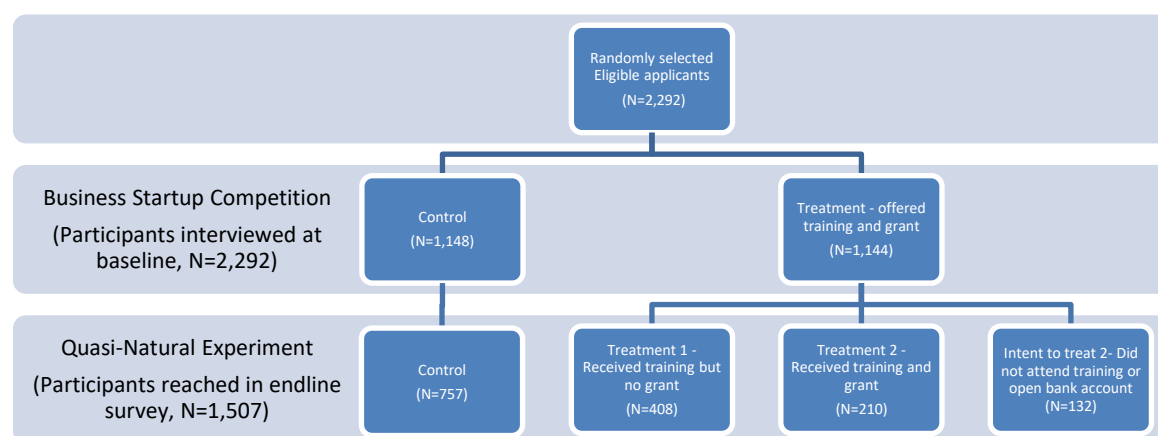 Randomly selected
Eligible applicants
(N=2,292)
Business Startup Competition
(Participants interviewed at
baseline, N=2,292)
Control
(N=1,148)
Treatment - offered
training and grant
(N=1,144)
Quasi-Natural Experiment
(Participants reached in endline
survey, N=1,507)
Control
(N=757)
Treatment 1 -
Received training but
no grant
(N=408)
Treatment 2 -
Received training and
grant
(N=210)
Intent to treat 2- Did
not attend training or
open bank account
(N=132)